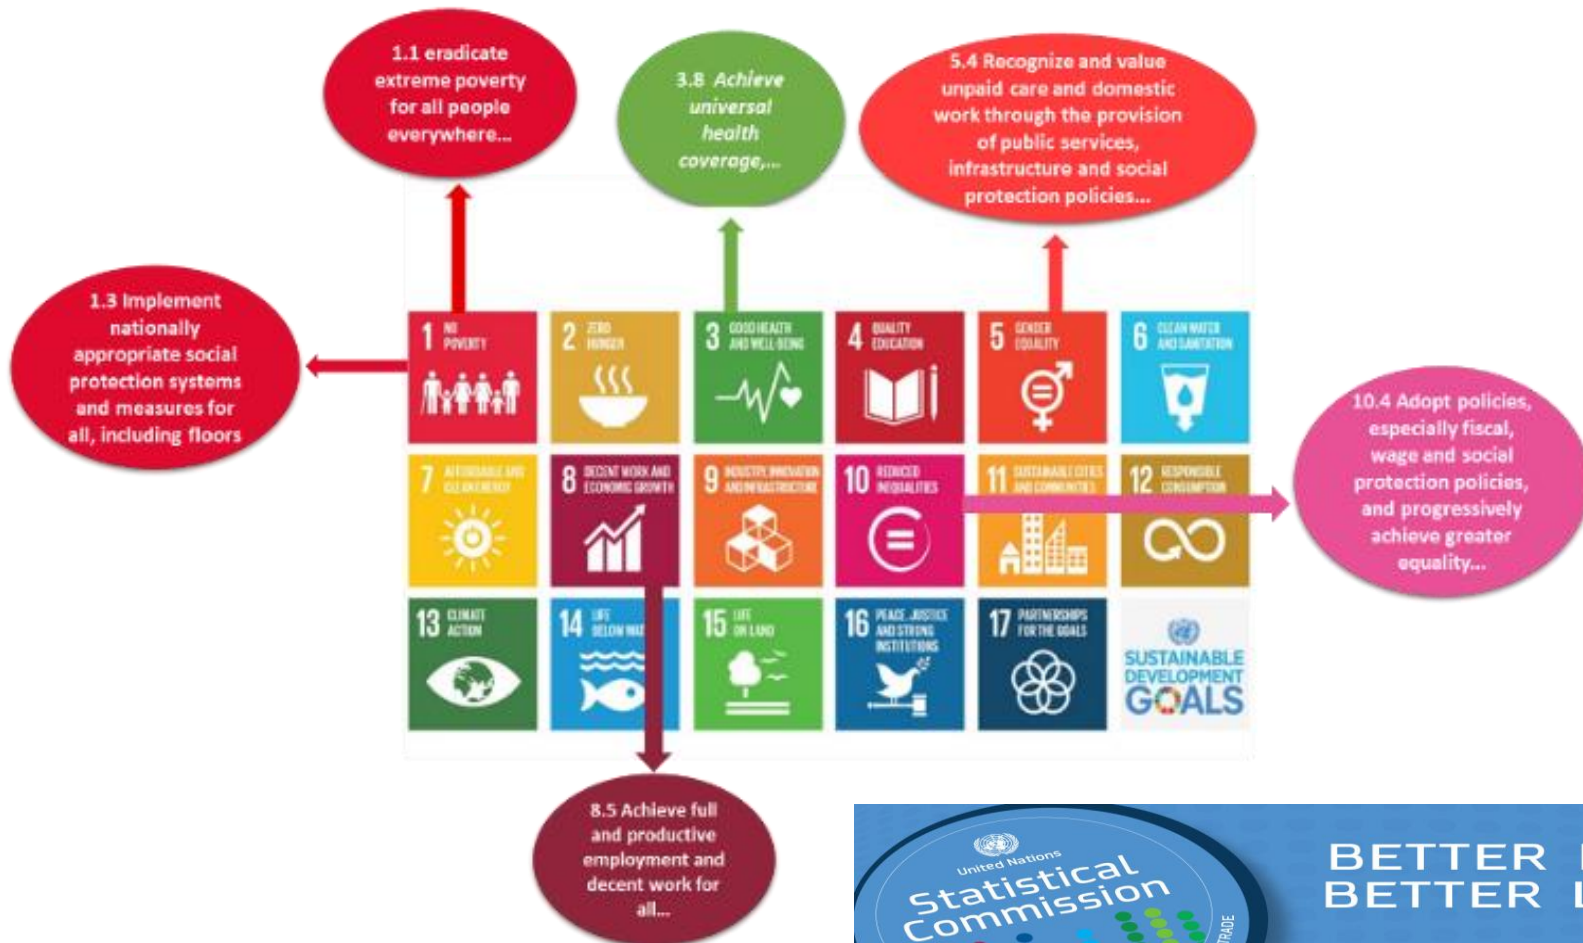 1.1 eradicate
extreme poverty
for all people
everywhere...
3.8 Achieve
universal
health
coverage,...
5.4 Recognize and value
unpaid care and domestic
work through the provision
of public services,
infrastructure and social
protection policies...
1.3 Implement
nationally
appropriate social
protection systems
and measures for
all, including floors
1 NO
POVERTY
2 ZERO
HUNGER
3 GOOD HEALTH
AND WELL-BEING
4 QUALITY
EDUCATION
5 GENDER
EQUALITY
6 CLEAN WATER
AND SANITATION
10.4 Adopt policies,
especially fiscal,
wage and social
protection policies,
and progressively
achieve greater
equality...
7 AFFORDABLE AND
CLEAN ENERGY
8 DECENT WORK AND
ECONOMIC GROWTH
9 INDUSTRY, INNOVATION
AND INFRASTRUCTURE
10 REDUCED
INEQUALITIES
11 SUSTAINABLE CITIES
AND COMMUNITIES
12 RESPONSIBLE
CONSUMPTION
13 CLIMATE
ACTION
14 LIFE
BELOW WAT
15 LIFE
ON LAND
16 PEACE, JUSTICE
AND STRONG
INSTITUTIONS
17 PARTNERSHIPS
FOR THE GOALS
SUSTAINABLE
DEVELOPMENT
GOALS
8.5 Achieve full
and productive
employment and
decent work for
all...
United Nations
Statistical
Commission
TRADE
BETTER
BETTER